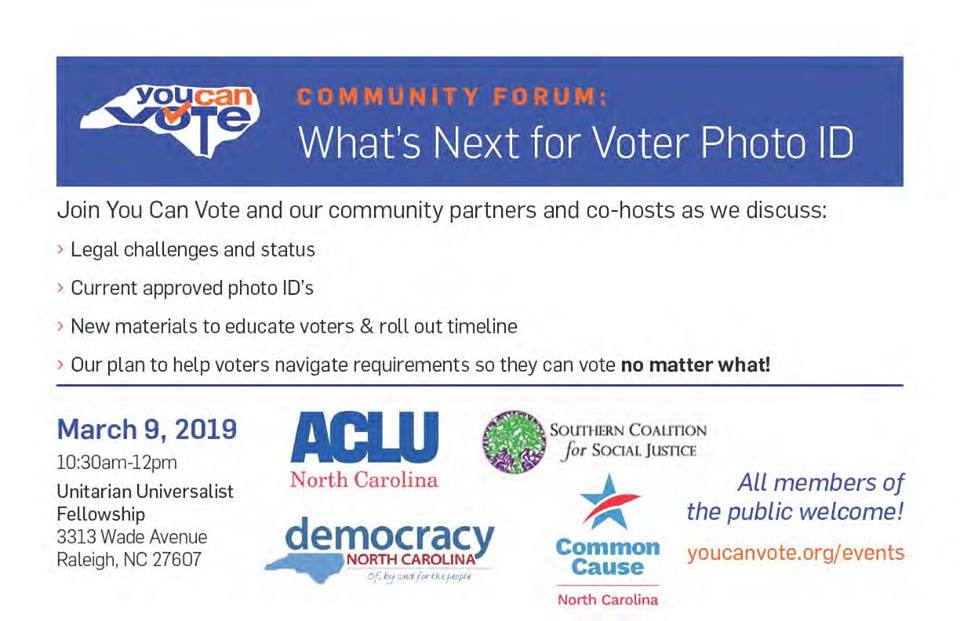 youcan
VOTE
COMMUNITY FORUM:
What's Next for Voter Photo ID
Join You Can Vote and our community partners and co-hosts as we discuss:
› Legal challenges and status
› Current approved photo ID's
› New materials to educate voters & roll out timeline
› Our plan to help voters navigate requirements so they can vote no matter what!
March 9, 2019
10:30am-12pm
Unitarian Universalist
Fellowship
3313 Wade Avenue
Raleigh, NC 27607
ACLU
North Carolina
SOUTHERN COALITION
for SOCIAL JUSTICE
democracy
NORTH CAROLINA
Of, by and for the people
Common
Cause
North Carolina
All members of
the public welcome!
youcanvote.org/events